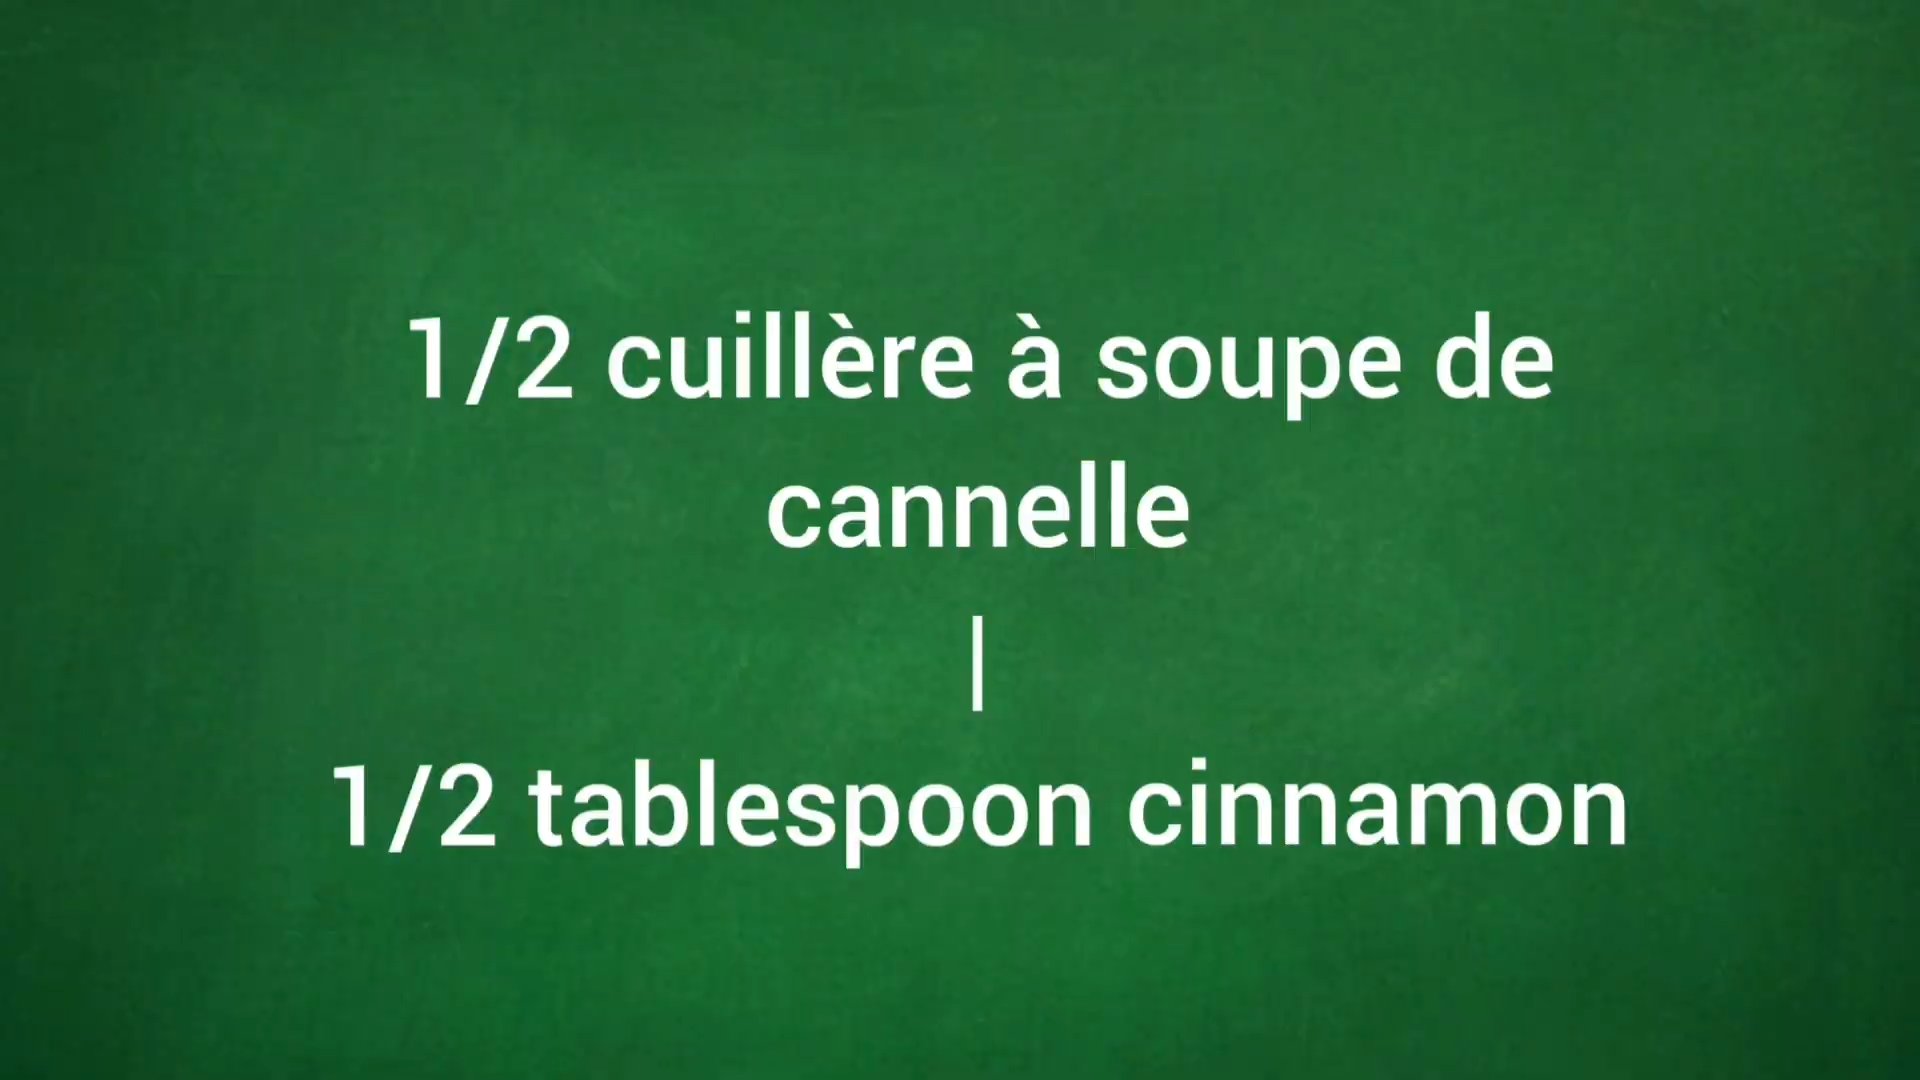 1/2 cuillère à soupe de
cannelle
|
1/2 tablespoon cinnamon